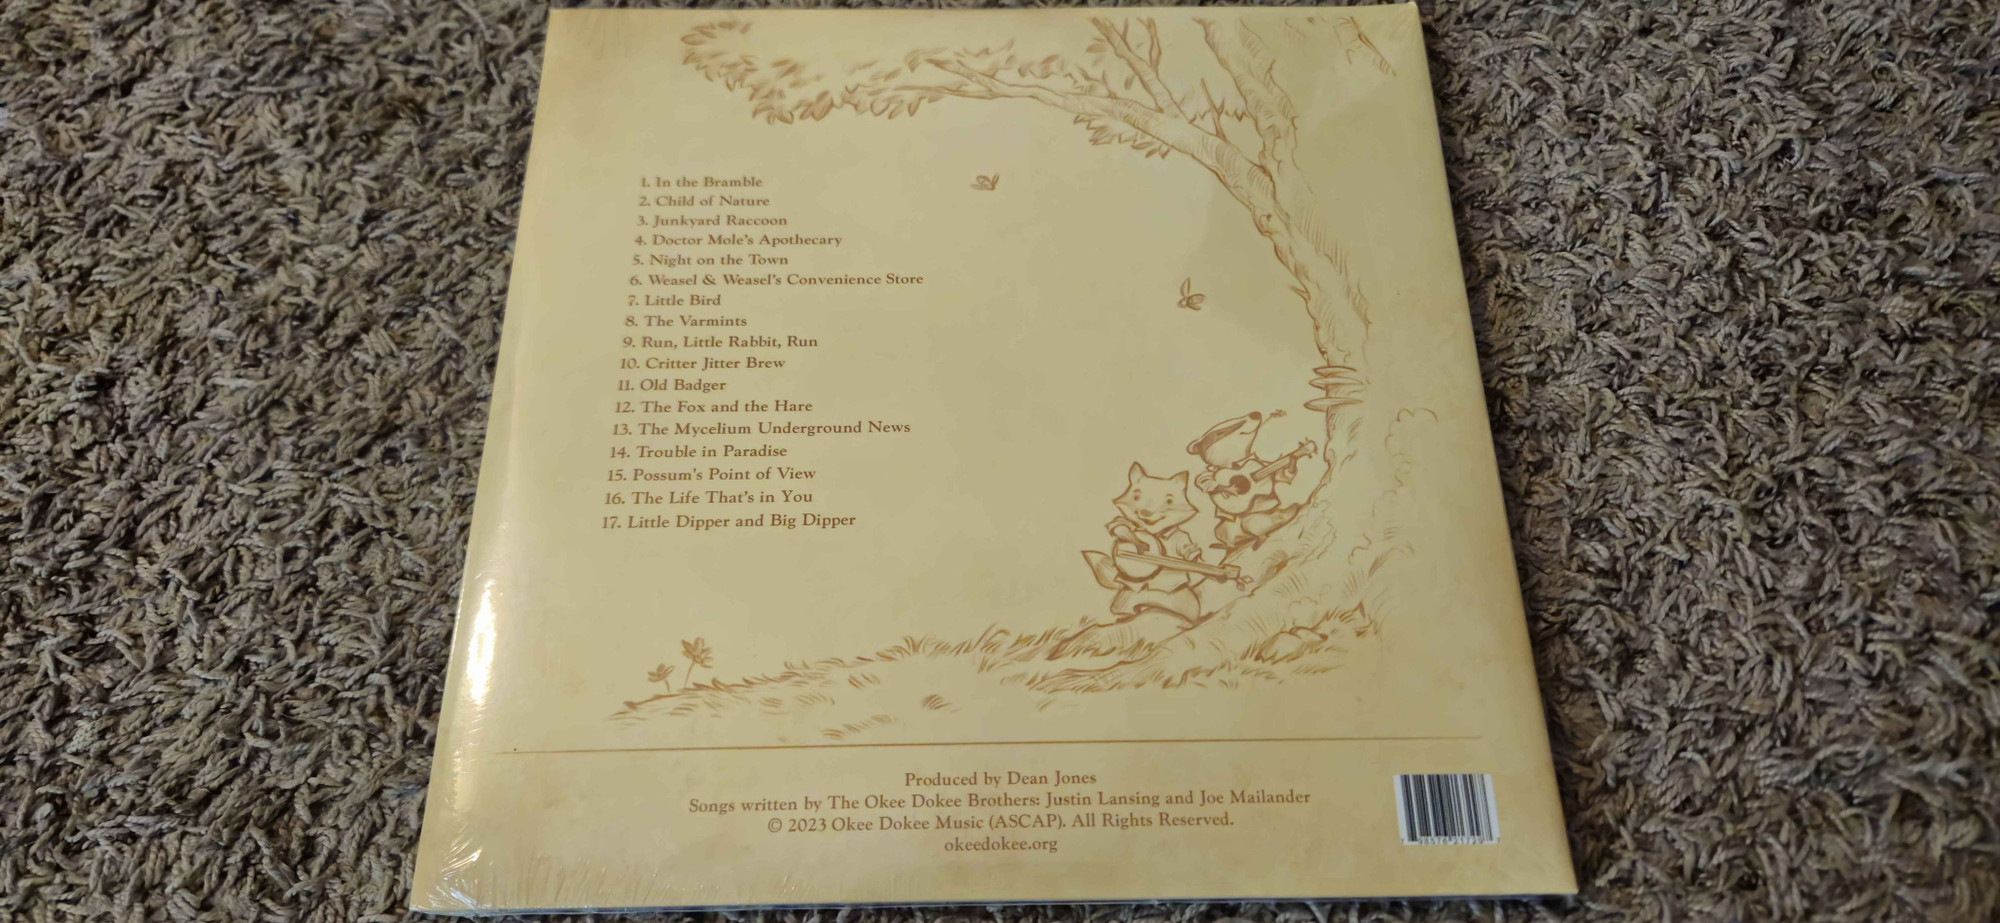 1. In the Bramble
2. Child of Nature
3. Junkyard Raccoon
4. Doctor Mole's Apothecary
5. Night on the Town
6. Weasel & Weasel's Convenience Store
7. Little Bird
8. The Varmints
9. Run, Little Rabbit, Run
10. Critter Jitter Brew
11. Old Badger
12. The Fox and the Hare
13. The Mycelium Underground News
14. Trouble in Paradise
15. Possum's Point of View
16. The Life That's in You
17. Little Dipper and Big Dipper
Produced by Dean Jones
Songs written by The Okee Dokee Brothers: Justin Lansing and Joe Mailander
© 2023 Okee Dokee Music (ASCAP). All Rights Reserved.
okeedokee.org